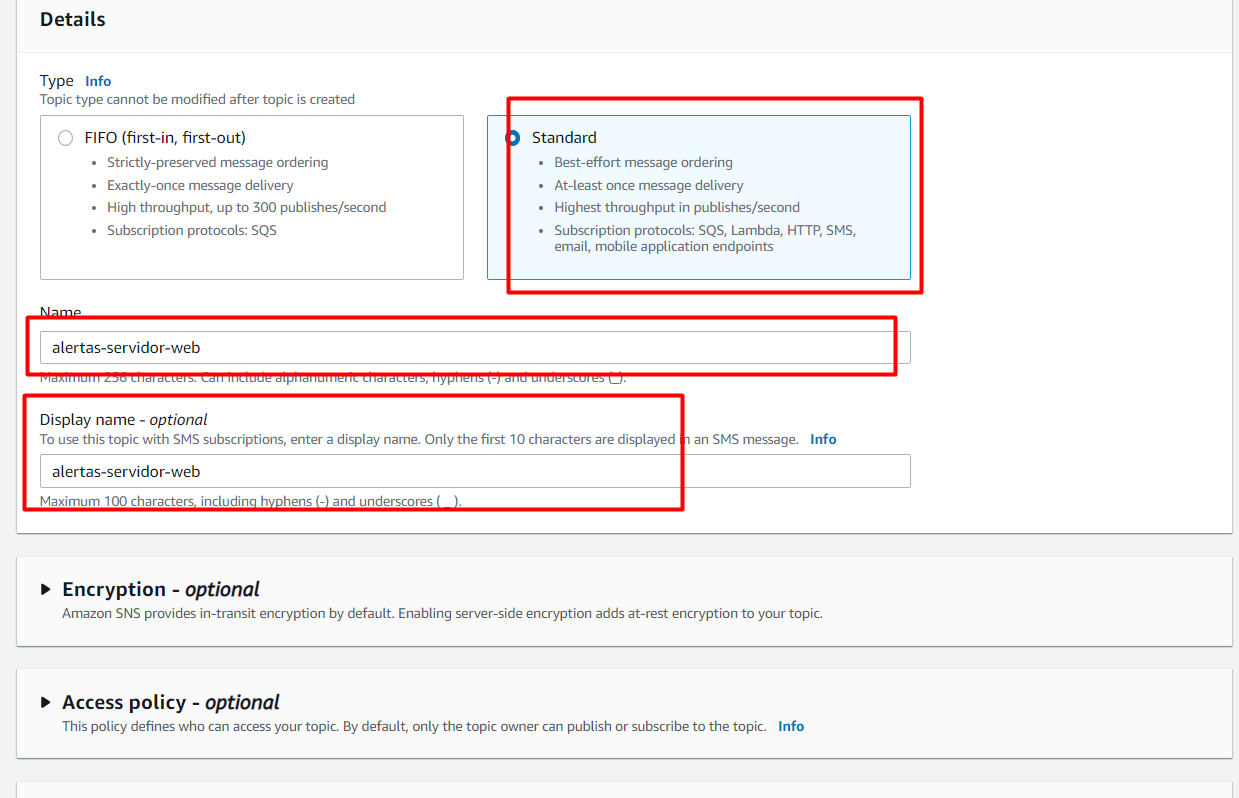 Details
Type Info
Topic type cannot be modified after topic is created
FIFO (first-in, first-out)
Strictly-preserved message ordering
Exactly-once message delivery
High throughput, up to 300 publishes/second
Subscription protocols: SQS
Standard
Best-effort message ordering
At-least once message delivery
Highest throughput in publishes/second
Subscription protocols: SQS, Lambda, HTTP, SMS,
email, mobile application endpoints
Name
alertas-servidor-web
Maximum 256 characters. Can include alphanumeric characters, hyphens (-) and underscores (_).
Display name - optional
To use this topic with SMS subscriptions, enter a display name. Only the first 10 characters are displayed in an SMS message. Info
alertas-servidor-web
Maximum 100 characters, including hyphens (-) and underscores (_).
Encryption - optional
Amazon SNS provides in-transit encryption by default. Enabling server-side encryption adds at-rest encryption to your topic.
Access policy - optional
This policy defines who can access your topic. By default, only the topic owner can publish or subscribe to the topic. Info